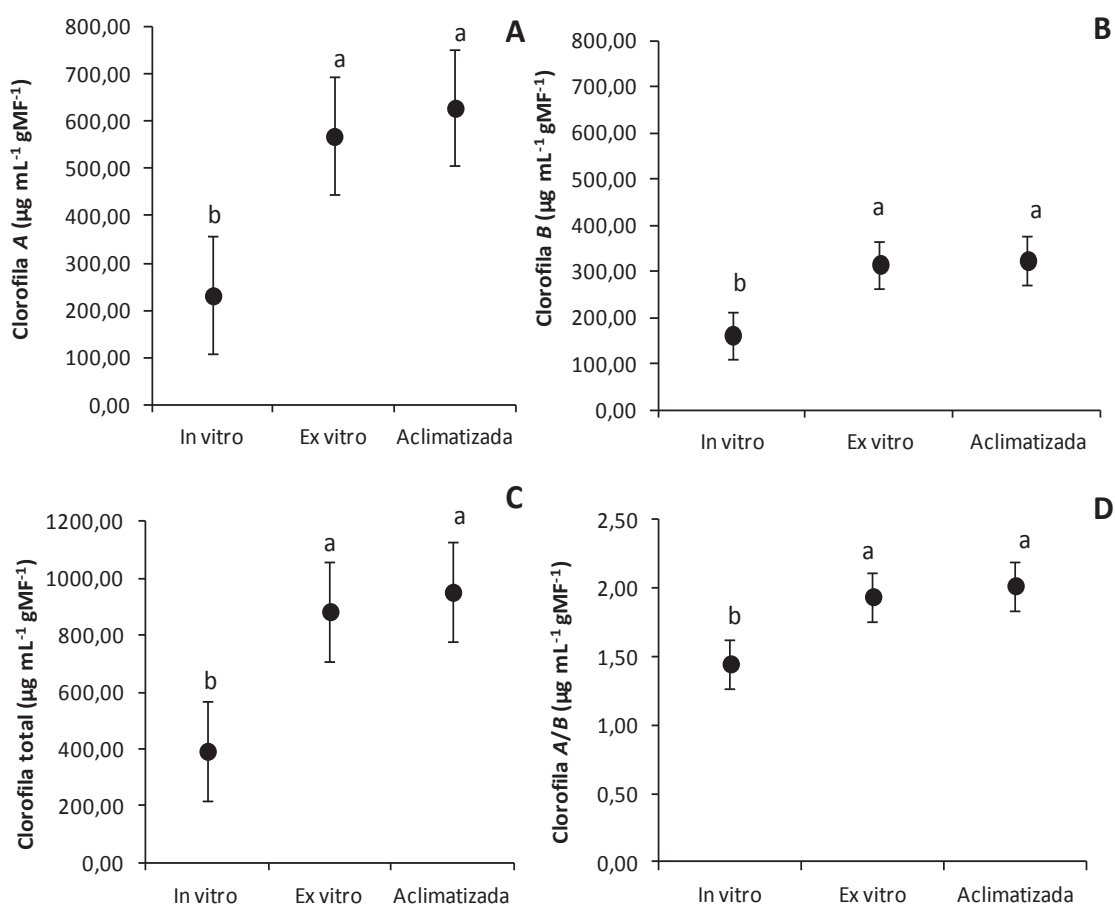 A
Clorofila A (µg mL⁻¹ gMF⁻¹)
800,00
700,00
600,00
500,00
400,00
300,00
200,00
100,00
0,00
b
a
a
In vitro
Ex vitro
Aclimatizada
B
Clorofila B (µg mL⁻¹ gMF⁻¹)
800,00
700,00
600,00
500,00
400,00
300,00
200,00
100,00
0,00
b
a
a
In vitro
Ex vitro
Aclimatizada
C
Clorofila total (µg mL⁻¹ gMF⁻¹)
1200,00
1000,00
800,00
600,00
400,00
200,00
0,00
b
a
a
In vitro
Ex vitro
Aclimatizada
D
Clorofila A/B (µg mL⁻¹ gMF⁻¹)
2,50
2,00
1,50
1,00
0,50
0,00
b
a
a
In vitro
Ex vitro
Aclimatizada